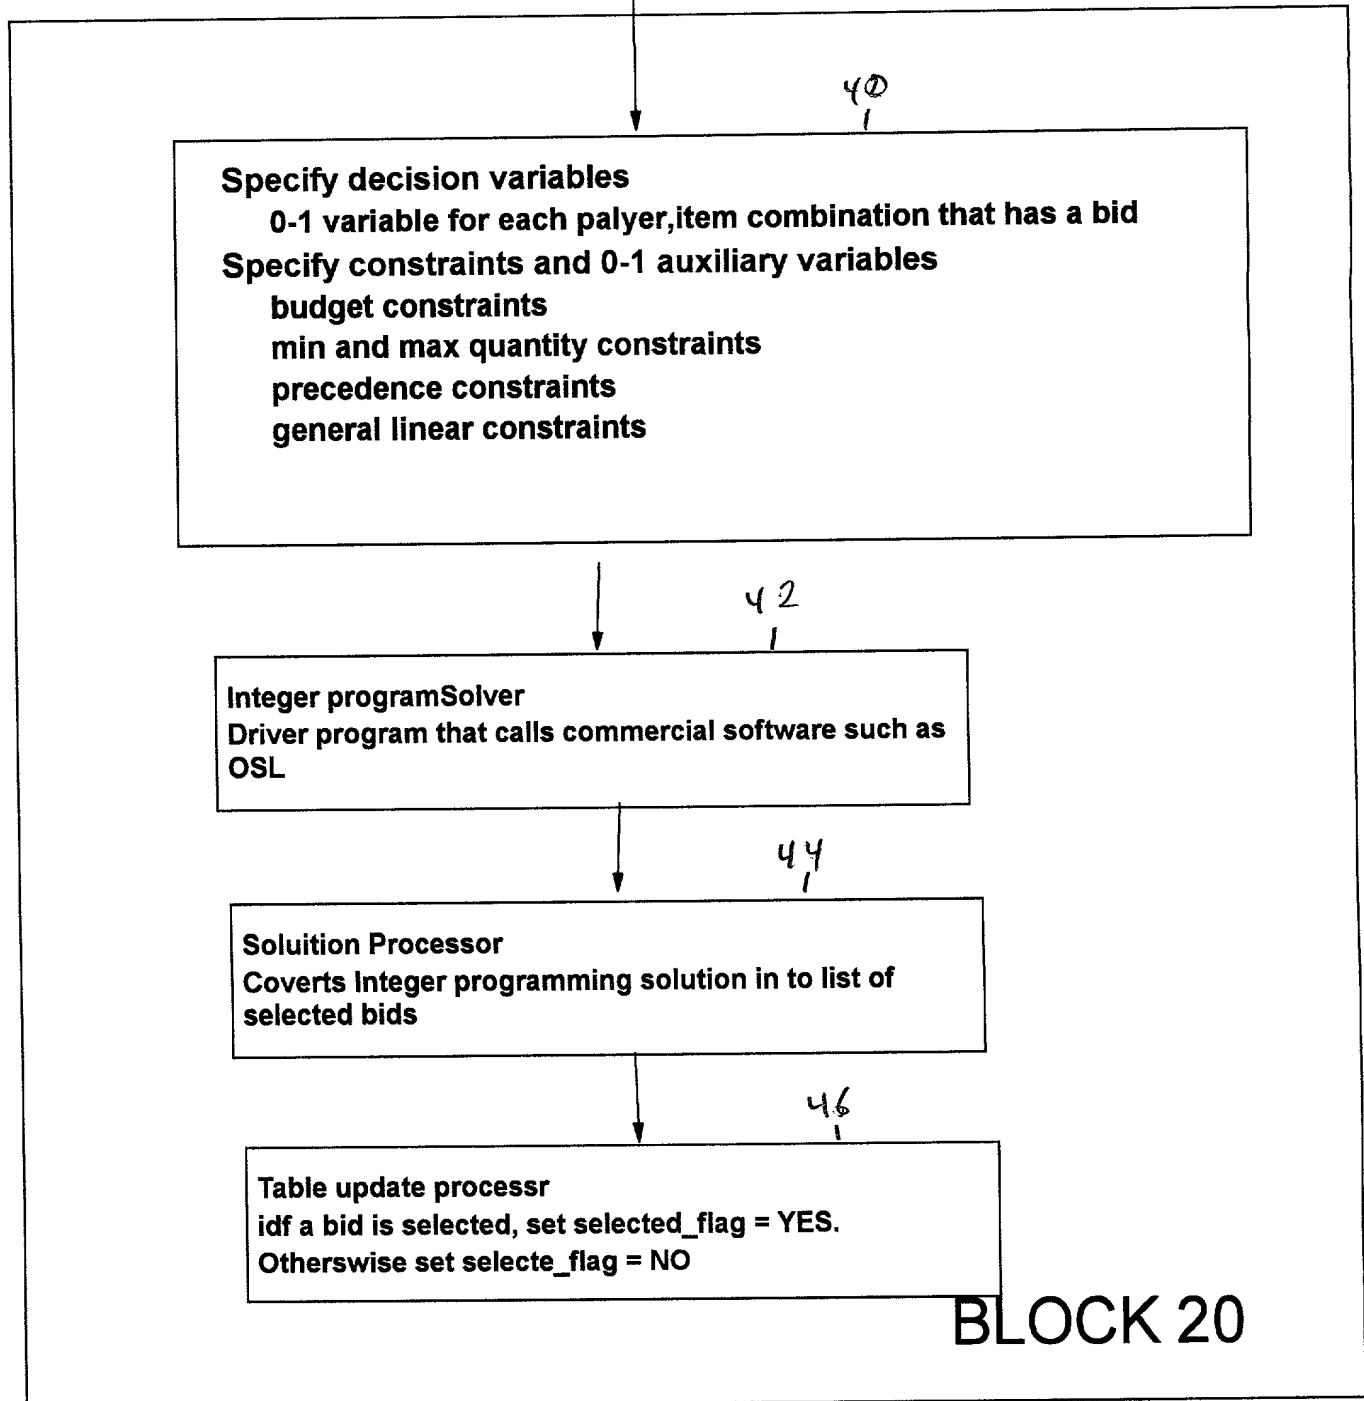 40
Specify decision variables
0-1 variable for each palyer,item combination that has a bid
Specify constraints and 0-1 auxiliary variables
budget constraints
min and max quantity constraints
precedence constraints
general linear constraints
42
Integer programSolver
Driver program that calls commercial software such as
OSL
44
Soluition Processor
Coverts Integer programming solution in to list of
selected bids
46
Table update processr
idf a bid is selected, set selected_flag = YES.
Otherswise set selecte_flag = NO
BLOCK 20